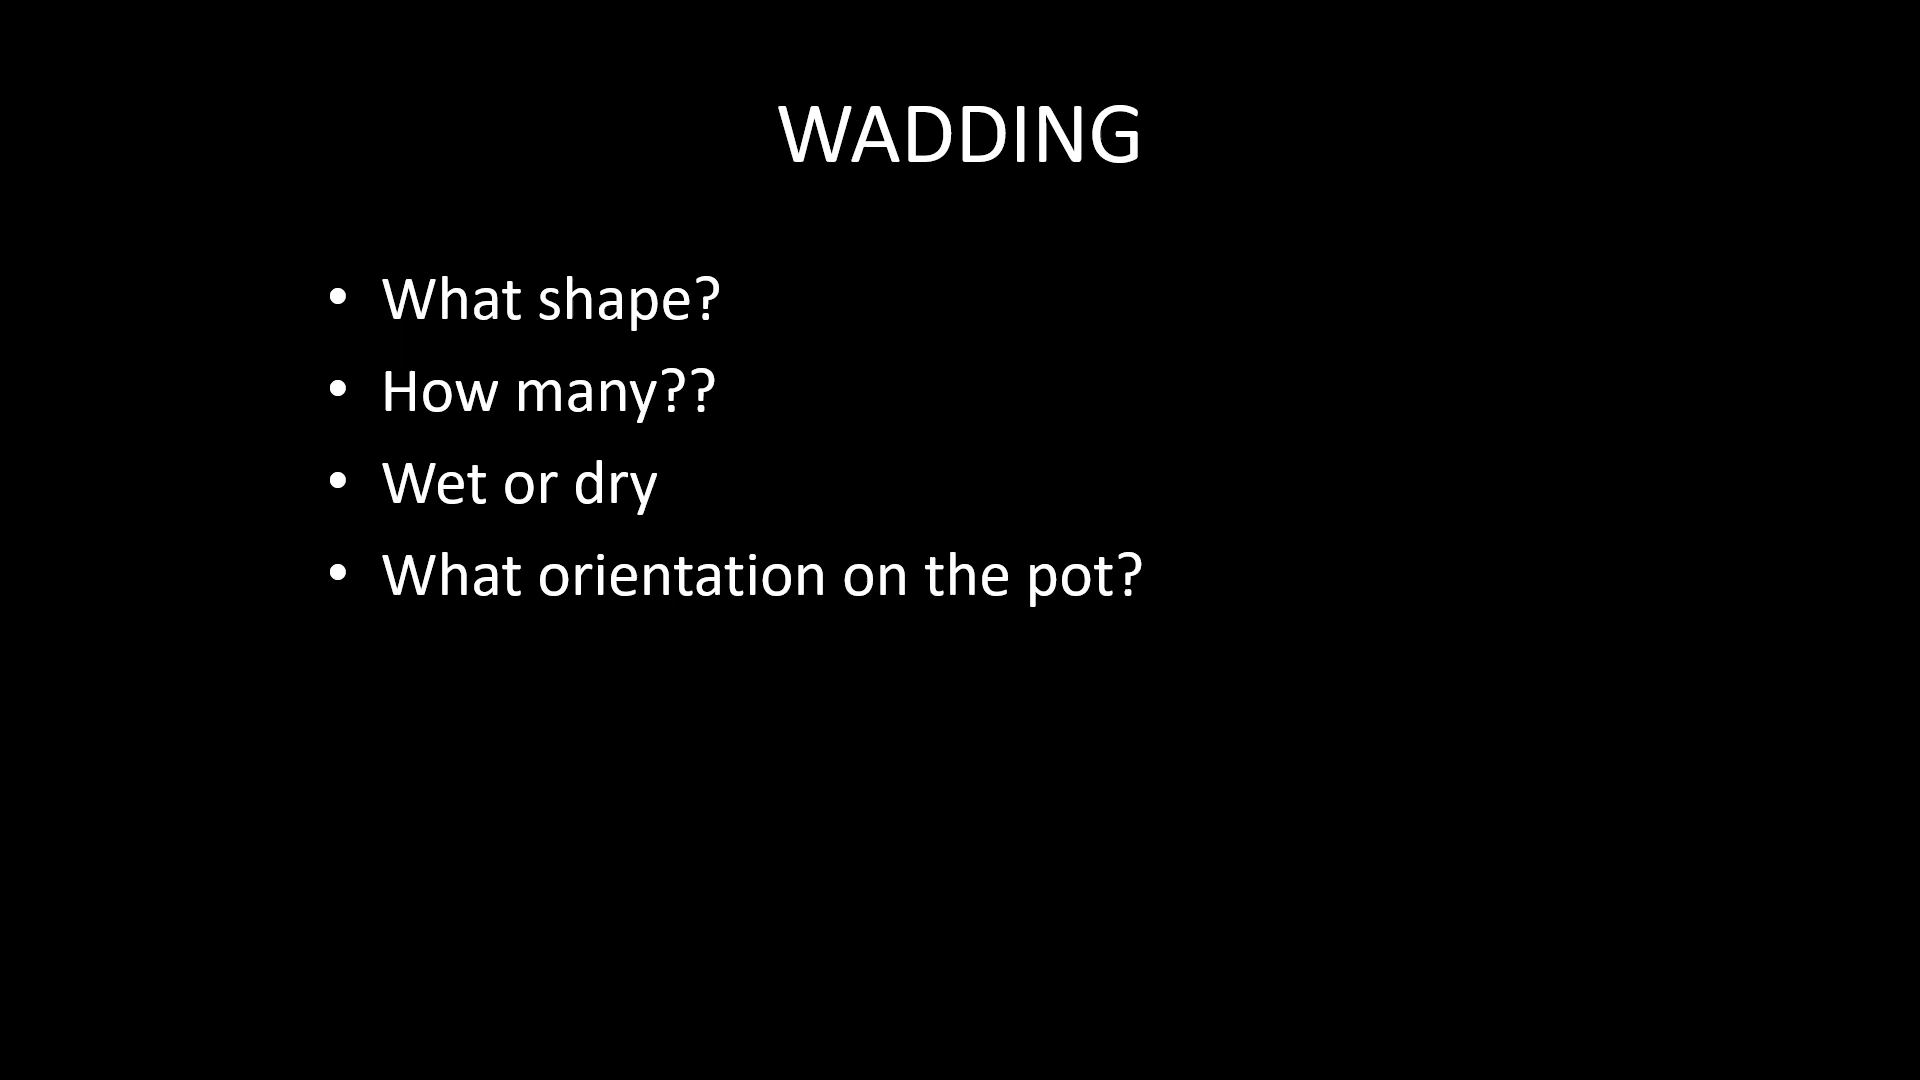 WADDING
• What shape?
• How many??
• Wet or dry
• What orientation on the pot?